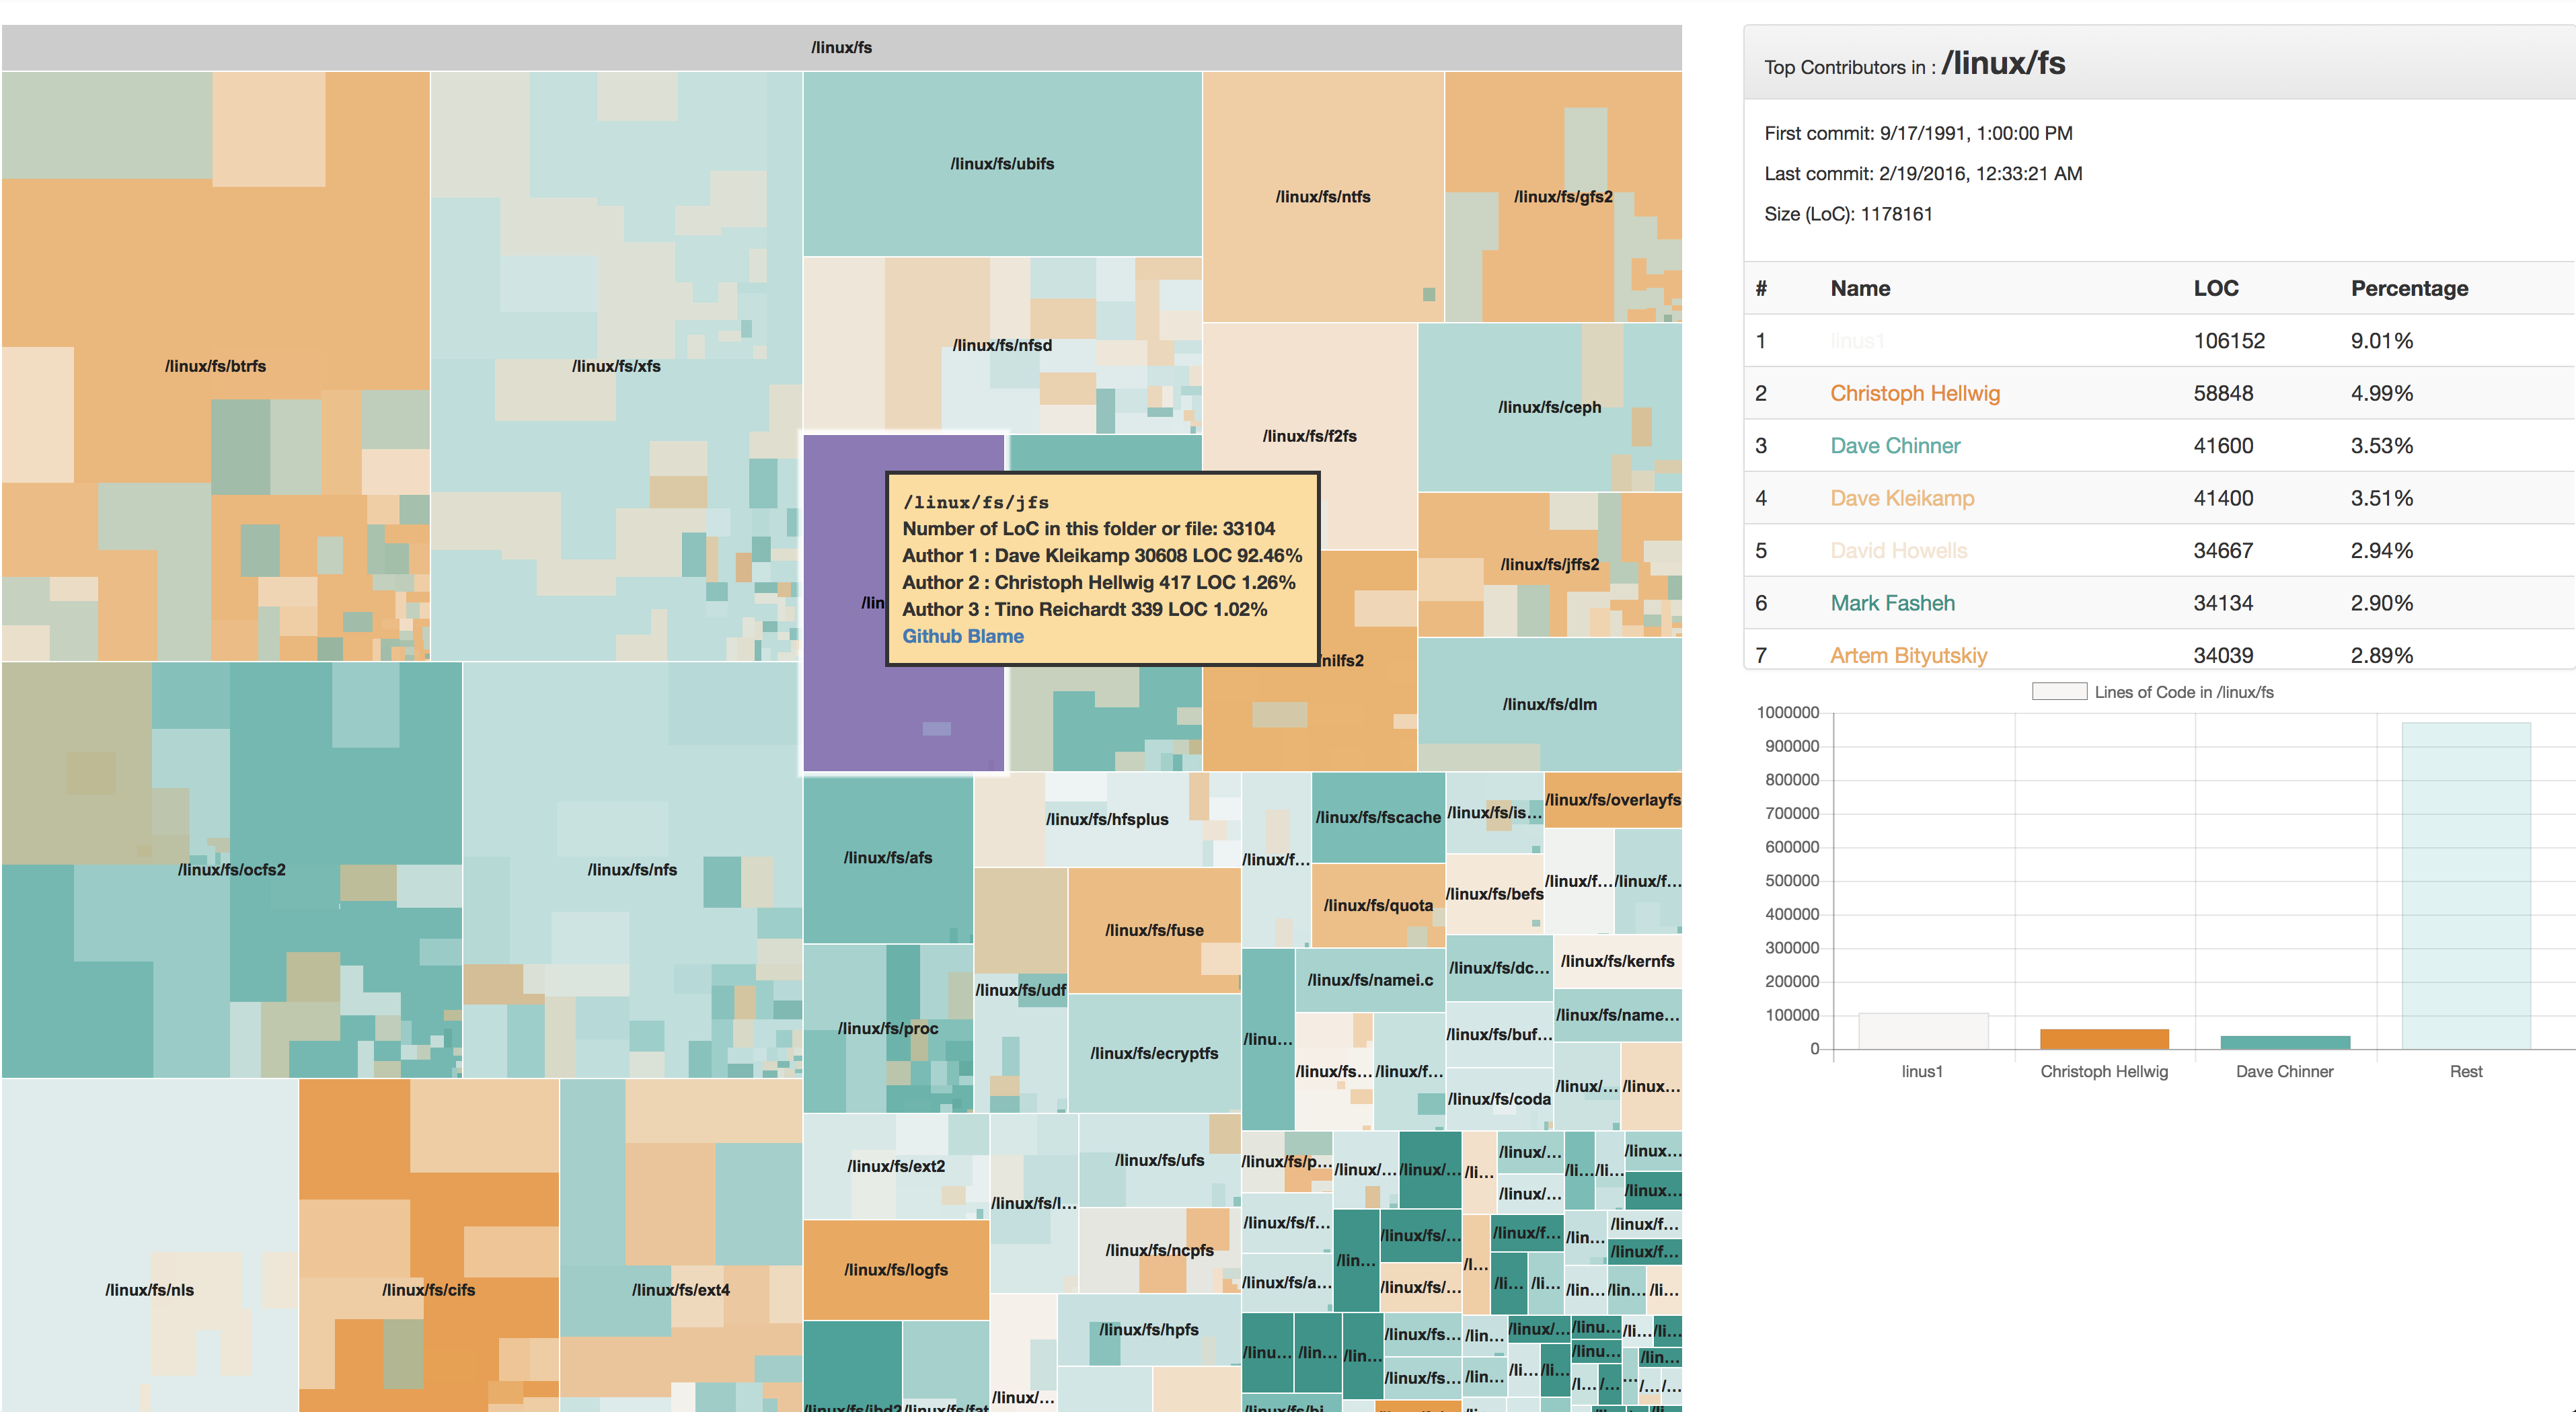 /linux/fs
/linux/fs/btrfs
/linux/fs/xfs
/linux/fs/ubifs
/linux/fs/ntfs
/linux/fs/gfs2
/linux/fs/nfsd
/linux/fs/f2fs
/linux/fs/ceph
/lin
/linux/fs/jfs
Number of LoC in this folder or file: 33104
Author 1 : Dave Kleikamp 30608 LOC 92.46%
Author 2 : Christoph Hellwig 417 LOC 1.26%
Author 3 : Tino Reichardt 339 LOC 1.02%
Github Blame
/linux/fs/jffs2
/nilfs2
/linux/fs/dlm
/linux/fs/ocfs2
/linux/fs/nfs
/linux/fs/afs
/linux/fs/hfsplus
/linux/f...
/linux/fs/fscache
/linux/fs/is...
/linux/fs/overlayfs
/linux/fs/quota
/linux/fs/befs
/linux/f...
/linux/f...
/linux/fs/fuse
/linux/fs/udf
/linux/fs/proc
/linux/fs/ecryptfs
/linux/fs/namei.c
/linux/fs/dc...
/linux/fs/kernfs
/linu...
/linux/fs...
/linux/f...
/linux/fs/buf...
/linux/fs/name...
/linux/fs/coda
/linux/...
/linux...
/linux/fs/nls
/linux/fs/cifs
/linux/fs/ext4
/linux/fs/ext2
/linux/fs/l...
/linux/fs/ufs
/linux/fs/logfs
/linux/fs/ncpfs
/linux/fs/hpfs
/linux/fs/jbd2
/linux/fs/fat
/linux/...
/linux/fs/p...
/linux/...
/linux/...
/li...
/linux/...
/li...
/li...
/linux...
/linux/...
/linux...
/linux/fs/f...
/linux/fs/...
/linux/f...
/lin...
/linux/f...
/linux/f...
/linux/fs/a...
/lin...
/linux/fs/...
/l...
/li...
/li...
/lin...
/lin...
/li...
/linu...
/lin...
/lin...
/linux/fs...
/lin...
/linux/...
/linu...
/li...
/li...
/linu...
/lin...
/linux/fs...
/lin...
/li...
/li...
/l...
/...
...
/...
/...
/linux/fs/bi...
Top Contributors in : /linux/fs
First commit: 9/17/1991, 1:00:00 PM
Last commit: 2/19/2016, 12:33:21 AM
Size (LoC): 1178161
# Name LOC Percentage
1 linus1 106152 9.01%
2 Christoph Hellwig 58848 4.99%
3 Dave Chinner 41600 3.53%
4 Dave Kleikamp 41400 3.51%
5 David Howells 34667 2.94%
6 Mark Fasheh 34134 2.90%
7 Artem Bityutskiy 34039 2.89%
Lines of Code in /linux/fs
1000000
900000
800000
700000
600000
500000
400000
300000
200000
100000
0
linus1 Christoph Hellwig Dave Chinner Rest